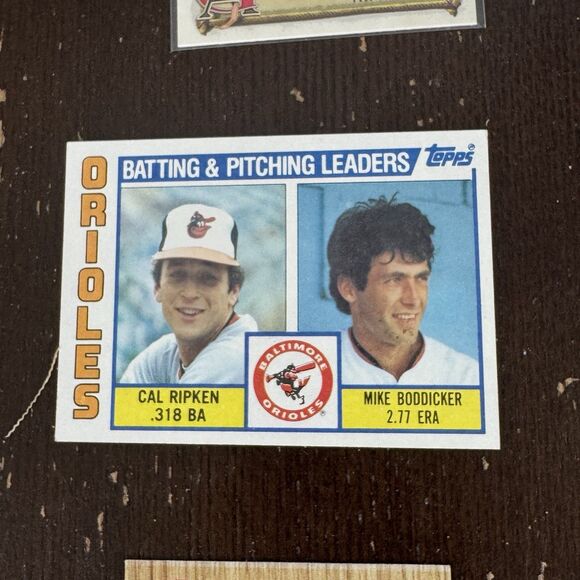 ORIOLES
BATTING & PITCHING LEADERS
TOPPS
BALTIMORE
ORIOLES
CAL RIPKEN
.318 BA
MIKE BODDICKER
2.77 ERA